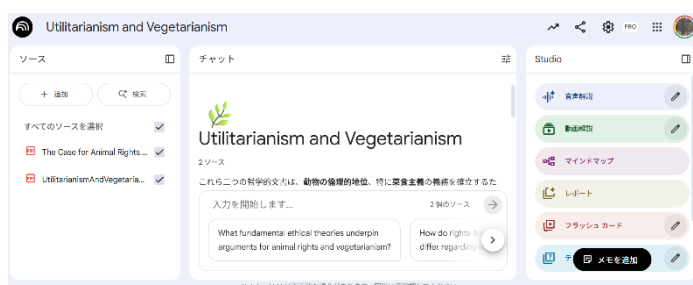 Utilitarianism and Vegetarianism
PRO
ソース
+ 追加
検索
すべてのソースを選択
The Case for Animal Rights....
UtilitarianismAndVegetaria...
チャット
Utilitarianism and Vegetarianism
2 ソース
これら二つの哲学的文書は、動物の倫理的地位、特に菜食主義の義務を確立するた
入力を開始します...
2 個のソース
What fundamental ethical theories underpin
arguments for animal rights and vegetarianism?
How do rights
differ regarding
Studio
音声解説
動画解説
マインドマップ
レポート
フラッシュ カード
メモを追加